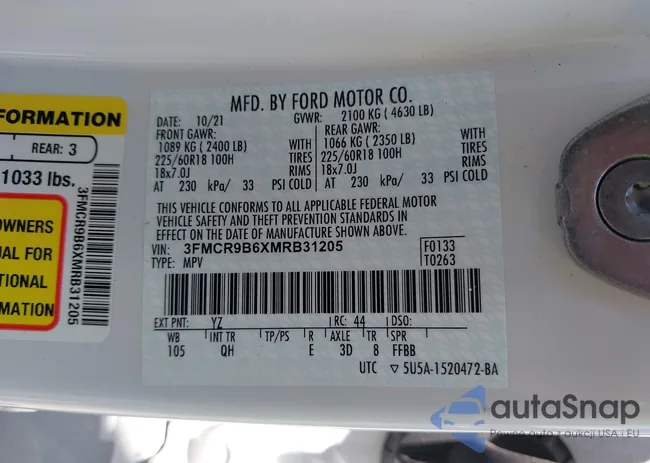 FORMATION
REAR: 3
1033 lbs.
OWNERS
UAL FOR
TIONAL
MATION
3FMCR9B6XMRB31205
MFD. BY FORD MOTOR CO.
DATE: 10/21 GVWR: 2100 KG ( 4630 LB)
FRONT GAWR: REAR GAWR:
1089 KG ( 2400 LB) WITH 1066 KG ( 2350 LB) WITH
225/60R18 100H TIRES 225/60R18 100H TIRES
18x7.0J RIMS 18x7.0J RIMS
AT 230 kPa/ 33 PSI COLD AT 230 kPa/ 33 PSI COLD
THIS VEHICLE CONFORMS TO ALL APPLICABLE FEDERAL MOTOR
VEHICLE SAFETY AND THEFT PREVENTION STANDARDS IN
EFFECT ON THE DATE OF MANUFACTURE SHOWN ABOVE.
VIN: 3FMCR9B6XMRB31205 F0133
TYPE: MPV T0263
EXT PNT: YZ RC: 44 DSO:
WB INT TR TP/PS R AXLE TR SPR
105 QH E 3D 8 FFBB
UTC ▽ 5U5A-1520472-BA
autaSnap
Pewne auta z aukcji USA i EU